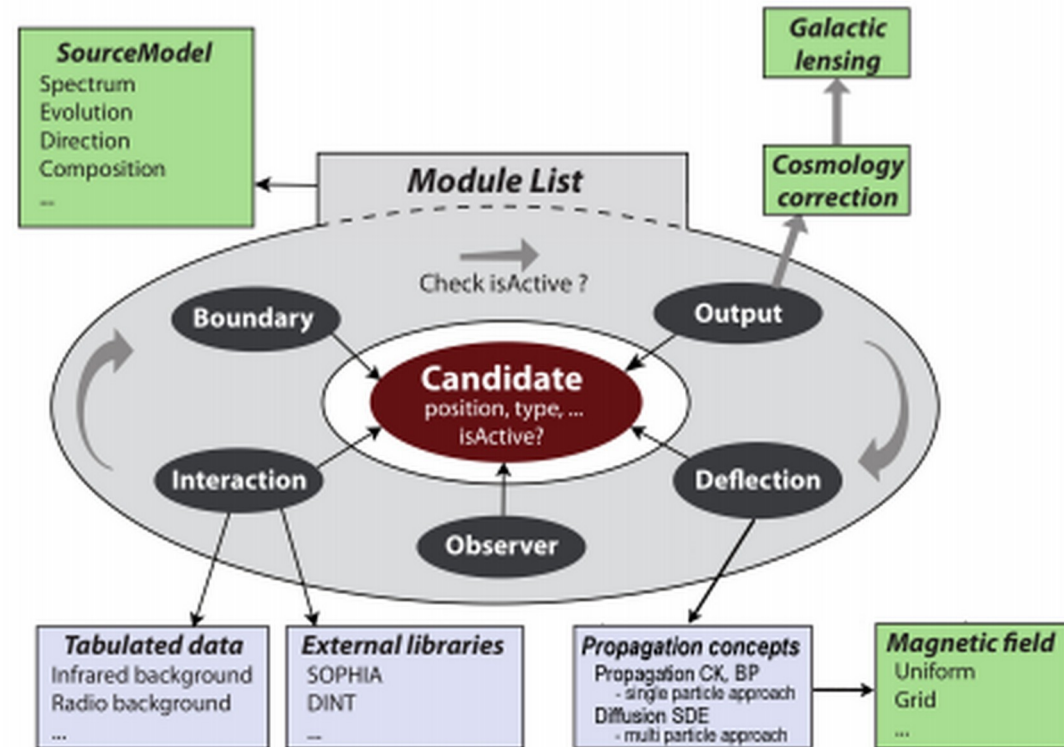 SourceModel
Spectrum
Evolution
Direction
Composition
...
Galactic
lensing
Cosmology
correction
Module List
Check isActive ?
Boundary
Output
Candidate
position, type, ...
isActive?
Interaction
Deflection
Observer
Tabulated data
Infrared background
Radio background
...
External libraries
SOPHIA
DINT
...
Propagation concepts
Propagation CK, BP
- single particle approach
Diffusion SDE
- multi particle approach
Magnetic field
Uniform
Grid
...